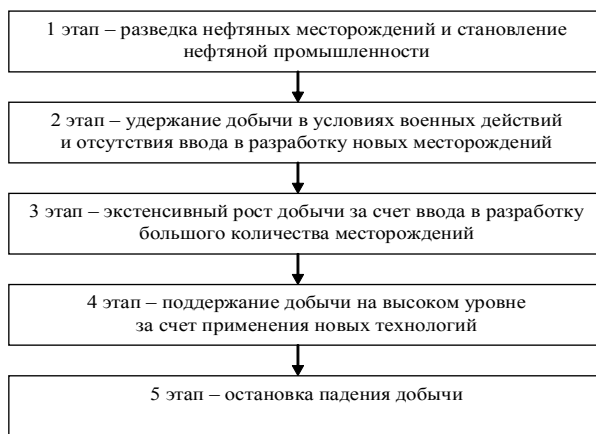 1 этап – разведка нефтяных месторождений и становление
нефтяной промышленности
2 этап – удержание добычи в условиях военных действий
и отсутствия ввода в разработку новых месторождений
3 этап – экстенсивный рост добычи за счет ввода в разработку
большого количества месторождений
4 этап – поддержание добычи на высоком уровне
за счет применения новых технологий
5 этап – остановка падения добычи